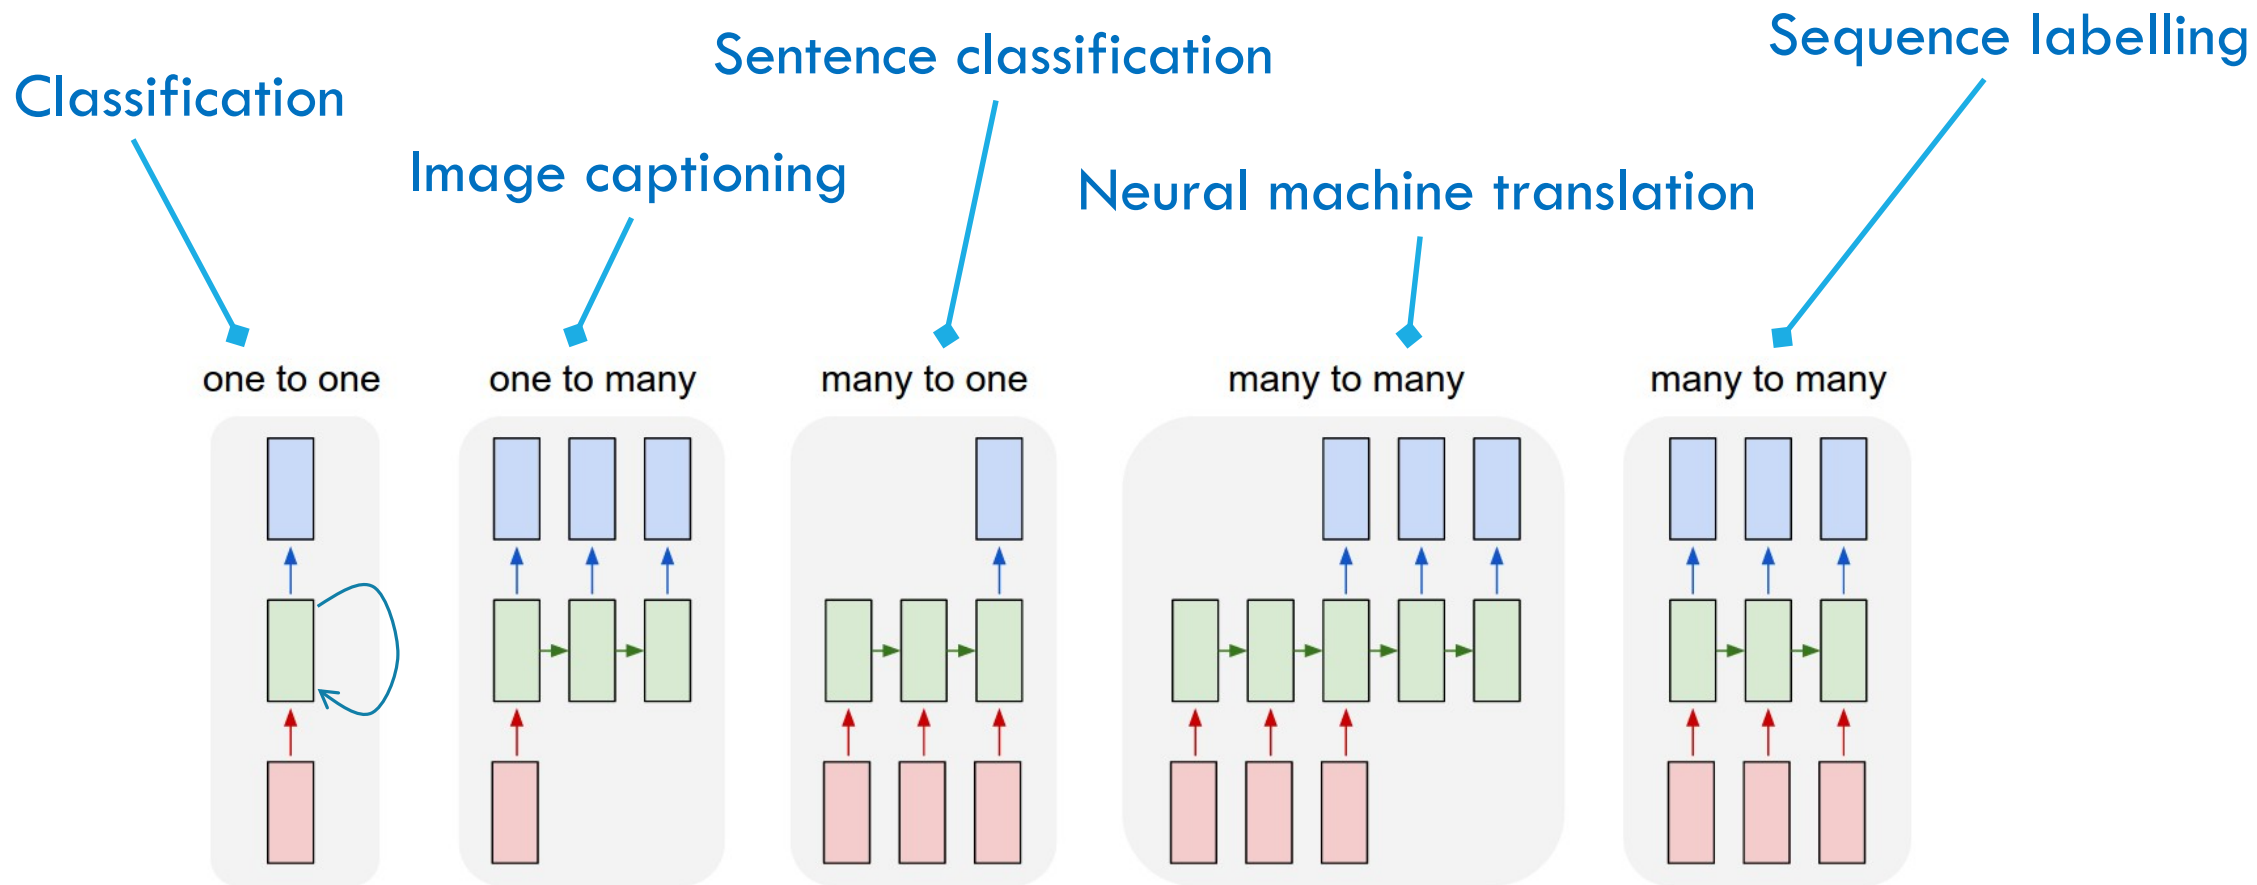 Classification
Image captioning
Sentence classification
Neural machine translation
Sequence labelling
one to one
one to many
many to one
many to many
many to many